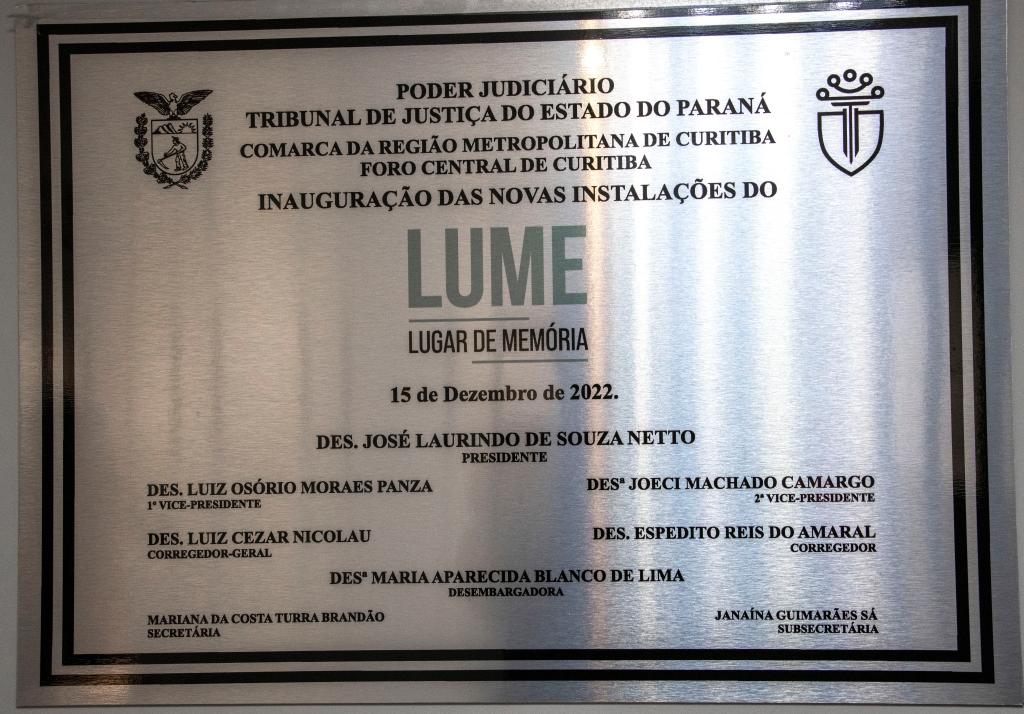 PODER JUDICIÁRIO
TRIBUNAL DE JUSTIÇA DO ESTADO DO PARANÁ
COMARCA DA REGIÃO METROPOLITANA DE CURITIBA
FORO CENTRAL DE CURITIBA
INAUGURAÇÃO DAS NOVAS INSTALAÇÕES DO
LUME
LUGAR DE MEMÓRIA
15 de Dezembro de 2022.
DES. JOSÉ LAURINDO DE SOUZA NETTO
PRESIDENTE
DES. LUIZ OSÓRIO MORAES PANZA
1º VICE-PRESIDENTE
DESª JOECI MACHADO CAMARGO
2ª VICE-PRESIDENTE
DES. LUIZ CEZAR NICOLAU
CORREGEDOR-GERAL
DES. ESPEDITO REIS DO AMARAL
CORREGEDOR
DESª MARIA APARECIDA BLANCO DE LIMA
DESEMBARGADORA
MARIANA DA COSTA TURRA BRANDÃO
SECRETÁRIA
JANAÍNA GUIMARÃES SÁ
SUBSECRETÁRIA